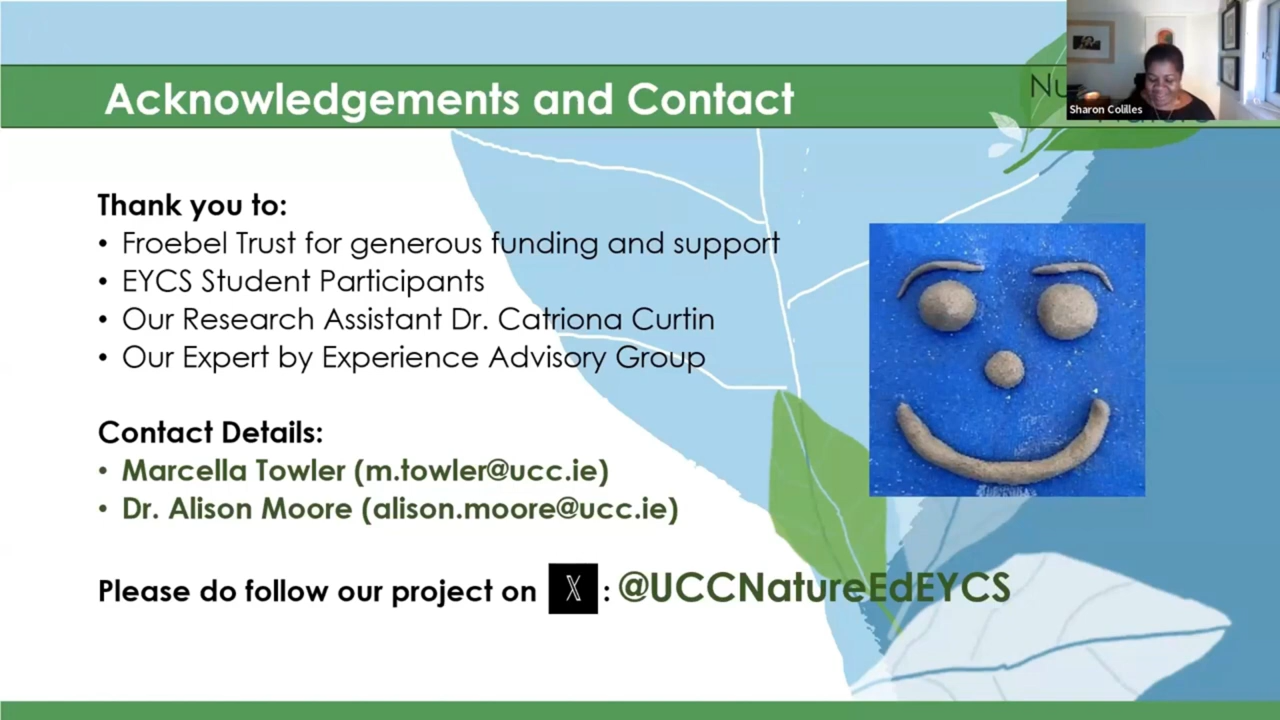 Acknowledgements and Contact
Nu
Sharon Colilles
Thank you to:
• Froebel Trust for generous funding and support
• EYCS Student Participants
• Our Research Assistant Dr. Catriona Curtin
• Our Expert by Experience Advisory Group
Contact Details:
• Marcella Towler (m.towler@ucc.ie)
• Dr. Alison Moore (alison.moore@ucc.ie)
Please do follow our project on 𝕏 : @UCCNatureEdEYCS